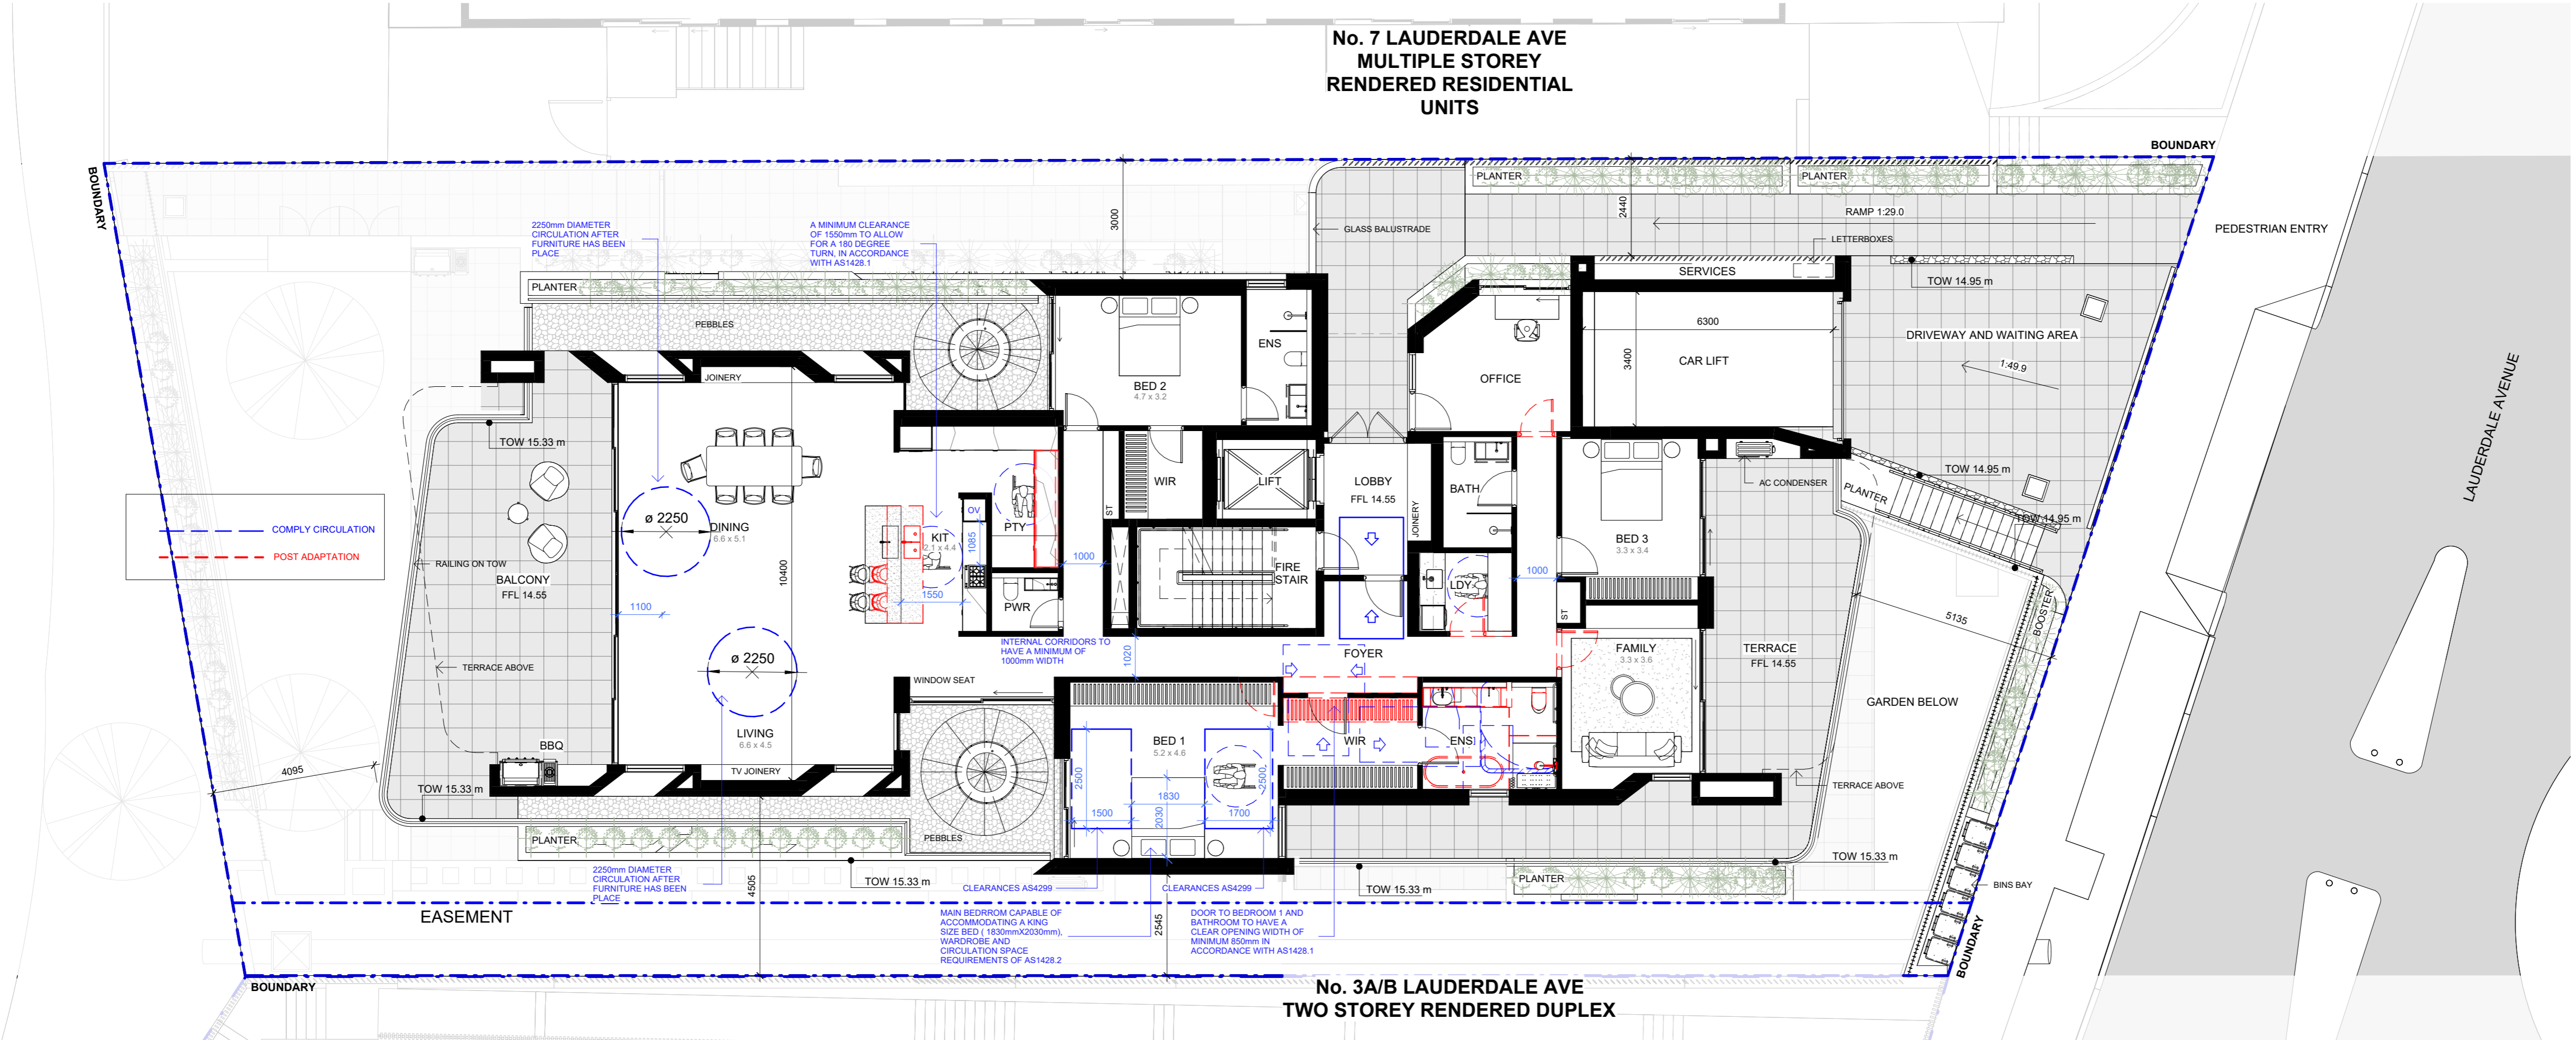 No. 7 LAUDERDALE AVE
MULTIPLE STOREY
RENDERED RESIDENTIAL
UNITS
BOUNDARY
BOUNDARY
PLANTER
PLANTER
3000
2440
RAMP 1:29.0
GLASS BALUSTRADE
LETTERBOXES
PEDESTRIAN ENTRY
2250mm DIAMETER
CIRCULATION AFTER
FURNITURE HAS BEEN
PLACE
A MINIMUM CLEARANCE
OF 1550mm TO ALLOW
FOR A 180 DEGREE
TURN, IN ACCORDANCE
WITH AS1428.1
SERVICES
TOW 14.95 m
PLANTER
PEBBLES
ENS
6300
3400
CAR LIFT
DRIVEWAY AND WAITING AREA
1:49.9
JOINERY
BED 2
4.7 x 3.2
OFFICE
LAUDERDALE AVENUE
TOW 15.33 m
TOW 14.95 m
WIR
LIFT
LOBBY
FFL 14.55
BATH
AC CONDENSER
PLANTER
TOW 14.95 m
COMPLY CIRCULATION
POST ADAPTATION
ø 2250
DINING
6.6 x 5.1
OV
PTY
KIT
2.1 x 4.4
1085
ST
JOINERY
BED 3
3.3 x 3.4
RAILING ON TOW
BALCONY
FFL 14.55
10400
1000
FIRE
STAIR
LDY
1000
1100
1550
PWR
ST
5135
BOOSTER
INTERNAL CORRIDORS TO
HAVE A MINIMUM OF
1000mm WIDTH
1020
FOYER
FAMILY
3.3 x 3.6
TERRACE
FFL 14.55
TERRACE ABOVE
ø 2250
WINDOW SEAT
GARDEN BELOW
LIVING
6.6 x 4.5
BED 1
5.2 x 4.6
WIR
ENS
BBQ
TV JOINERY
4095
2500
2500
1830
1500
2030
1700
TOW 15.33 m
TERRACE ABOVE
PLANTER
PEBBLES
TOW 15.33 m
2250mm DIAMETER
CIRCULATION AFTER
FURNITURE HAS BEEN
PLACE
4505
TOW 15.33 m
CLEARANCES AS4299
CLEARANCES AS4299
TOW 15.33 m
PLANTER
BINS BAY
EASEMENT
MAIN BEDRROM CAPABLE OF
ACCOMMODATING A KING
SIZE BED ( 1830mmX2030mm),
WARDROBE AND
CIRCULATION SPACE
REQUIREMENTS OF AS1428.2
2545
DOOR TO BEDROOM 1 AND
BATHROOM TO HAVE A
CLEAR OPENING WIDTH OF
MINIMUM 850mm IN
ACCORDANCE WITH AS1428.1
BOUNDARY
BOUNDARY
No. 3A/B LAUDERDALE AVE
TWO STOREY RENDERED DUPLEX